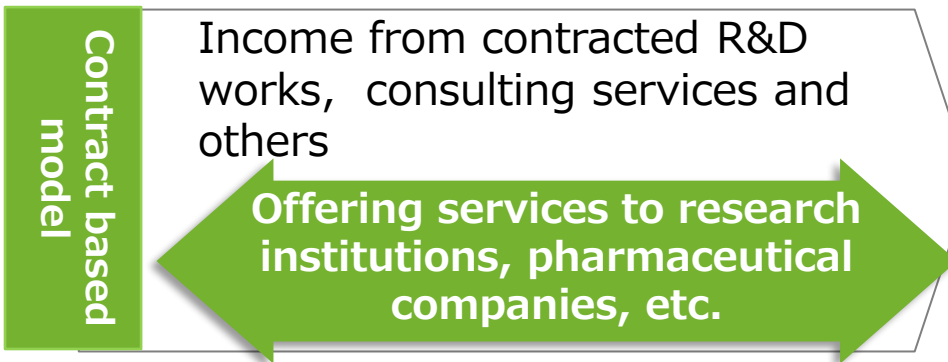 Contract based
model
Income from contracted R&D
works, consulting services and
others
Offering services to research
institutions, pharmaceutical
companies, etc.